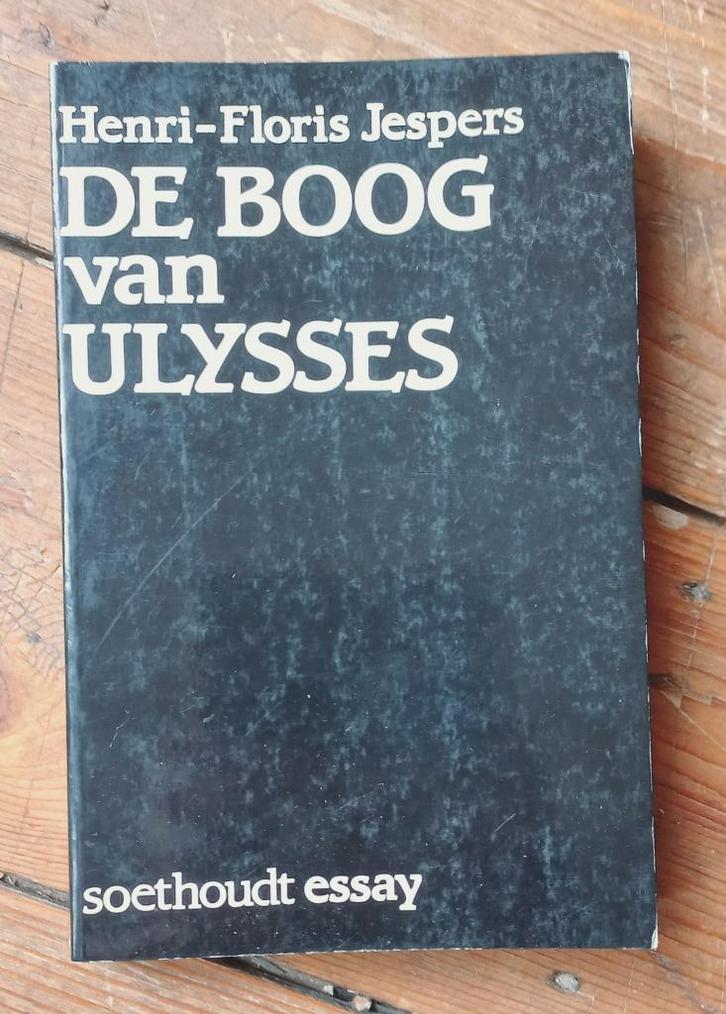 Henri-Floris Jespers
DE BOOG
van
ULYSSES
soethoudt essay